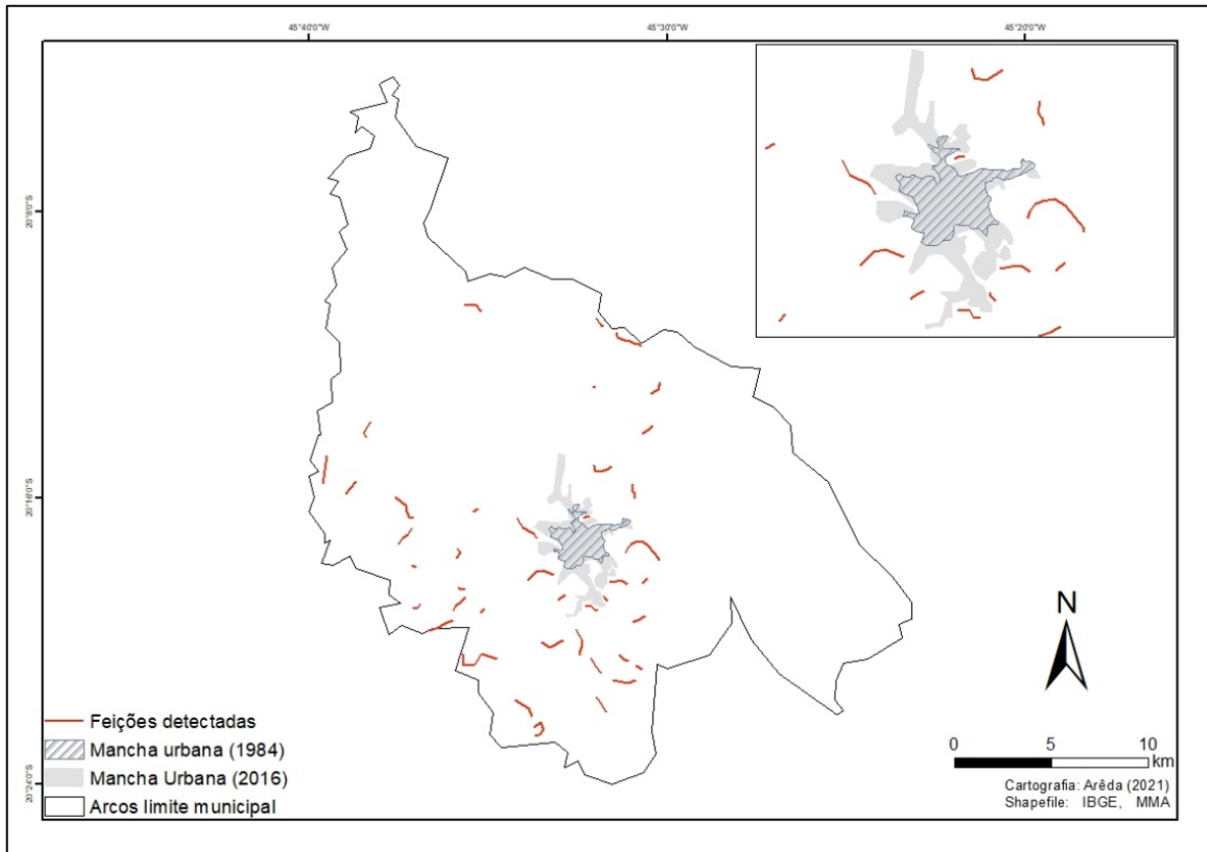 45°40'0"W
45°30'0"W
45°20'0"W
20°8'0"S
20°16'0"S
20°24'0"S
N
Feições detectadas
Mancha urbana (1984)
Mancha Urbana (2016)
Arcos limite municipal
0 5 10
km
Cartografia: Arêda (2021)
Shapefile: IBGE, MMA